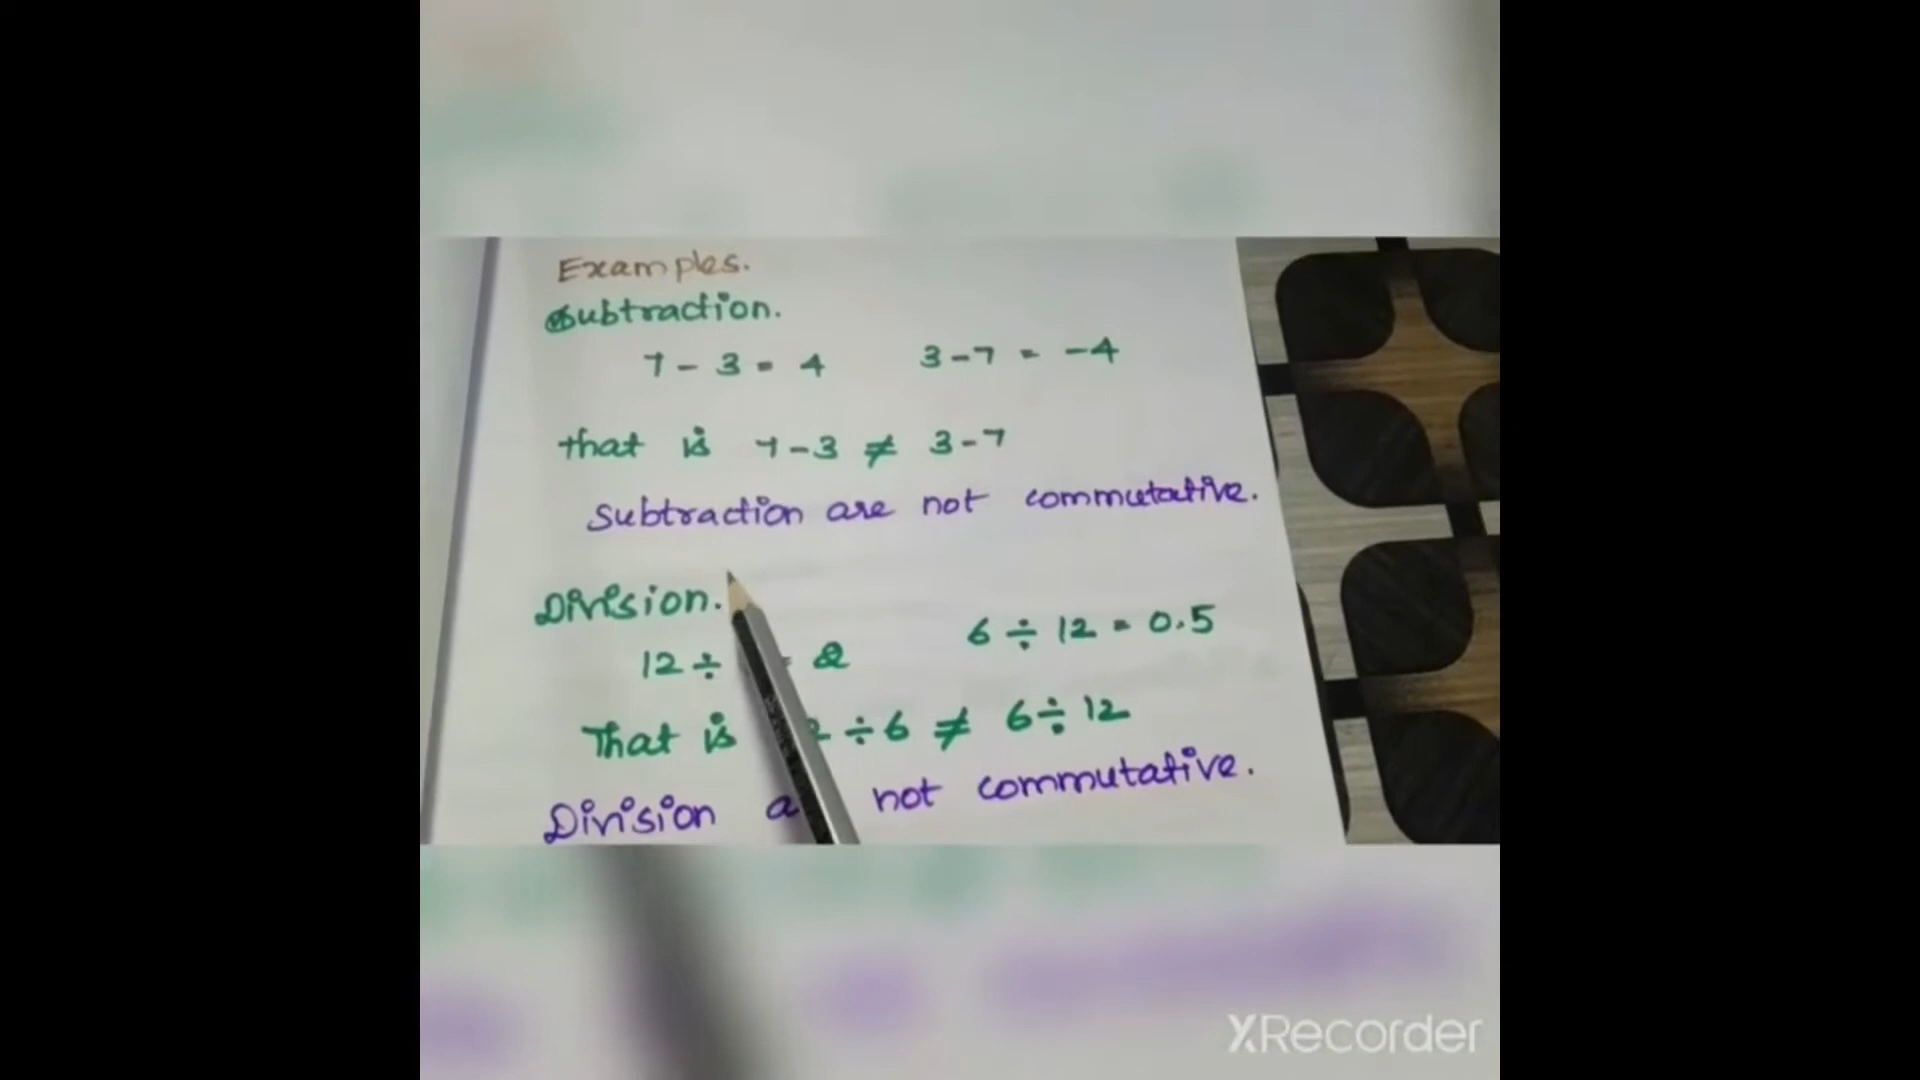 Examples.
Subtraction.
7 - 3 = 4 3 - 7 = -4
that is 7 - 3 ≠ 3 - 7
Subtraction are not commutative.
Division.
12 ÷ = 2 6 ÷ 12 = 0.5
That is 2 ÷ 6 ≠ 6 ÷ 12
Division a not commutative.
XRecorder